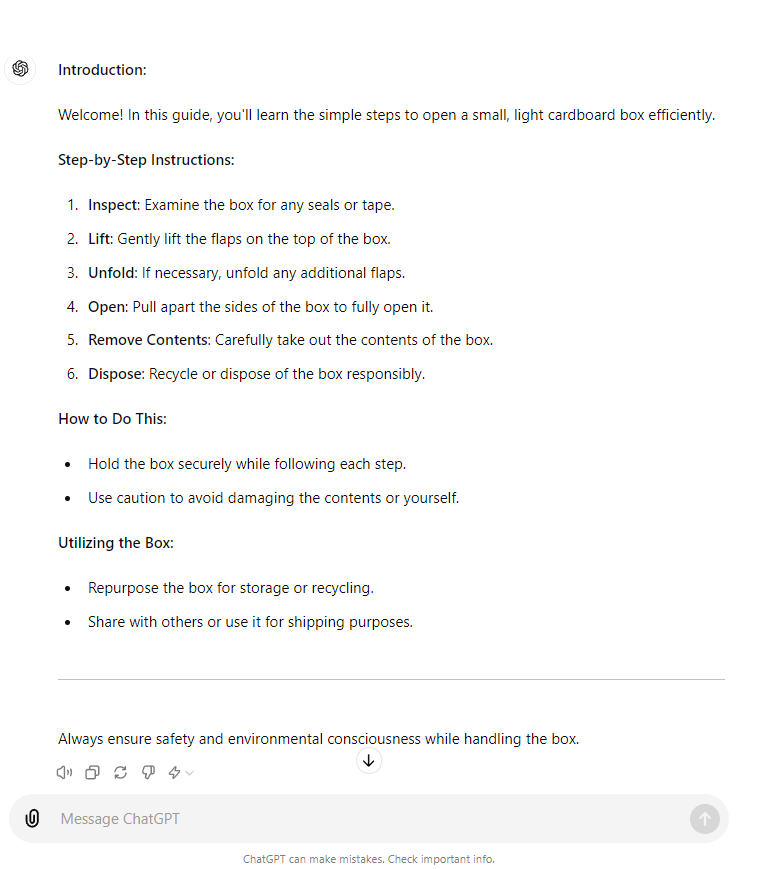 Introduction:
Welcome! In this guide, you'll learn the simple steps to open a small, light cardboard box efficiently.
Step-by-Step Instructions:
1. Inspect: Examine the box for any seals or tape.
2. Lift: Gently lift the flaps on the top of the box.
3. Unfold: If necessary, unfold any additional flaps.
4. Open: Pull apart the sides of the box to fully open it.
5. Remove Contents: Carefully take out the contents of the box.
6. Dispose: Recycle or dispose of the box responsibly.
How to Do This:
• Hold the box securely while following each step.
• Use caution to avoid damaging the contents or yourself.
Utilizing the Box:
• Repurpose the box for storage or recycling.
• Share with others or use it for shipping purposes.
Always ensure safety and environmental consciousness while handling the box.
Message ChatGPT
ChatGPT can make mistakes. Check important info.